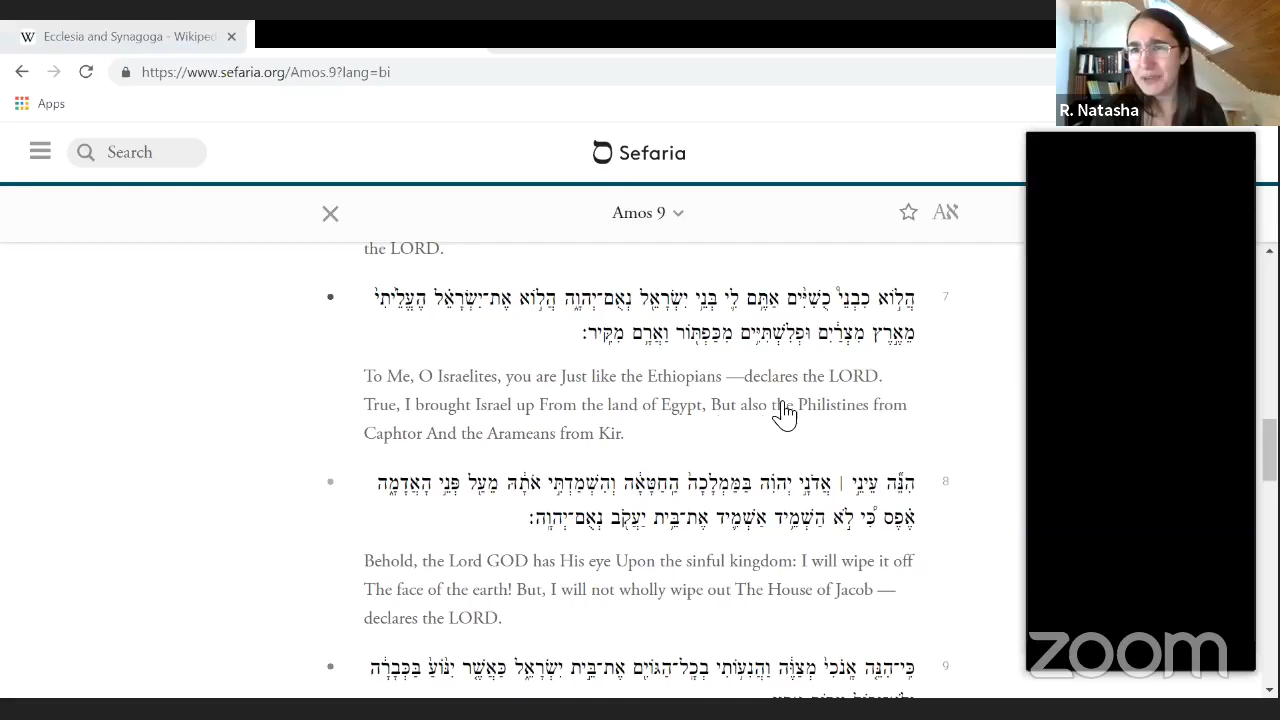 Ecclesia and Synagoga - Wikiped
https://www.sefaria.org/Amos.9?lang=bi
Apps
R. Natasha
Search
Sefaria
Amos 9
the LORD.
הֲל֣וֹא כִבְנֵי֩ כֻשִׁיִּ֨ים אַתֶּ֥ם לִ֛י בְּנֵ֥י יִשְׂרָאֵ֖ל נְאֻם־יְהוָ֑ה הֲל֣וֹא אֶת־יִשְׂרָאֵ֗ל הֶעֱלֵ֙יתִי֙
7
מֵאֶ֣רֶץ מִצְרַ֔יִם וּפְלִשְׁתִּיִּ֥ים מִכַּפְתּ֖וֹר וַאֲרָ֥ם מִקִּֽיר׃
To Me, O Israelites, you are Just like the Ethiopians —declares the LORD.
True, I brought Israel up From the land of Egypt, But also the Philistines from
Caphtor And the Arameans from Kir.
הִנֵּ֞ה עֵינֵ֣י ׀ אֲדֹנָ֣י יְהוִ֗ה בַּמַּמְלָכָה֙ הַֽחַטָּאָ֔ה וְהִשְׁמַדְתִּ֣י אֹתָ֔הּ מֵעַ֖ל פְּנֵ֣י הָאֲדָמָ֑ה
8
אֶ֗פֶס כִּ֠י לֹ֣א הַשְׁמֵ֥יד אַשְׁמִ֛יד אֶת־בֵּ֥ית יַעֲקֹ֖ב נְאֻם־יְהוָֽה׃
Behold, the Lord GOD has His eye Upon the sinful kingdom: I will wipe it off
The face of the earth! But, I will not wholly wipe out The House of Jacob —
declares the LORD.
כִּֽי־הִנֵּ֤ה אָֽנֹכִי֙ מְצַוֶּ֔ה וַהֲנִע֥וֹתִי בְכָֽל־הַגּוֹיִ֖ם אֶת־בֵּ֣ית יִשְׂרָאֵ֑ל כַּאֲשֶׁ֤ר יִנּ֙וֹעַ֙ בַּכְּבָרָ֔ה
9
zoom